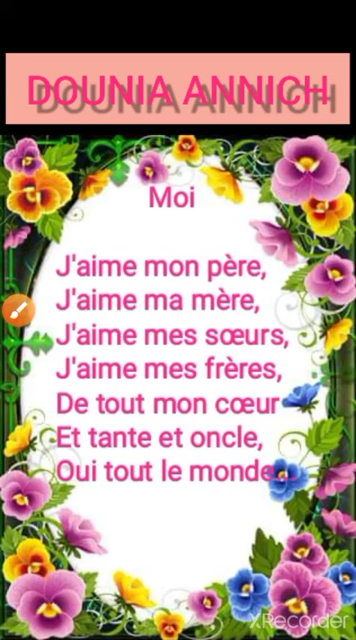 DOUNIA ANNICH
Moi
J'aime mon père,
J'aime ma mère,
J'aime mes sœurs,
J'aime mes frères,
De tout mon cœur
Et tante et oncle,
Oui tout le monde...
XRecorder